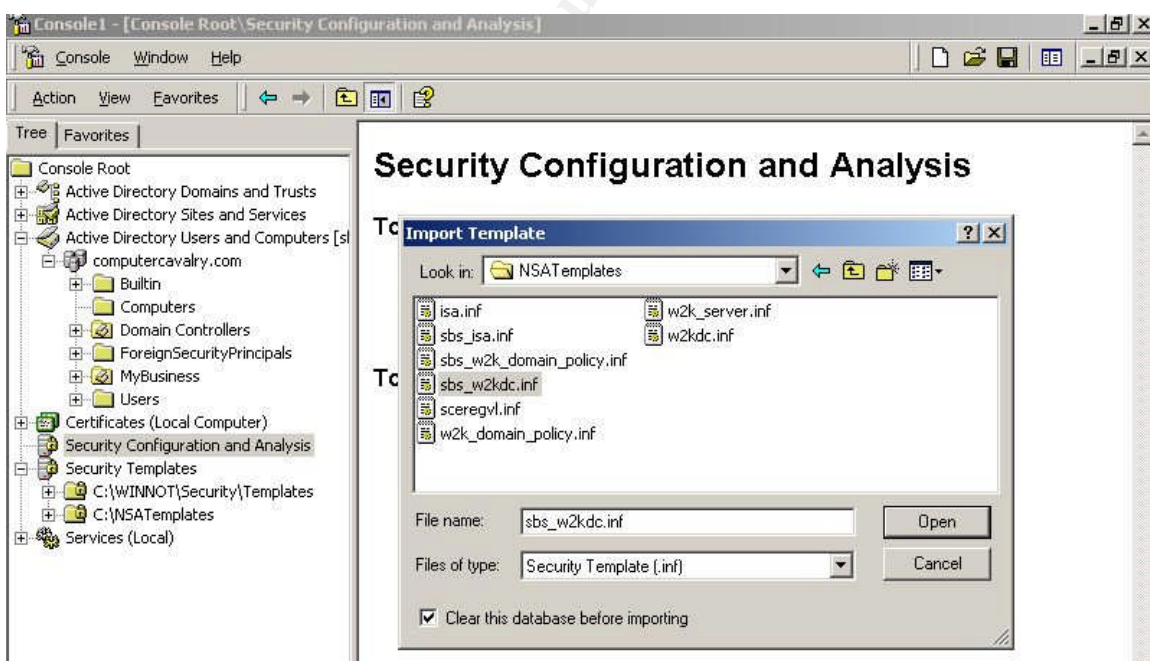 Console1 - [Console Root\Security Configuration and Analysis]
Console Window Help
Action View Favorites
Tree Favorites
Console Root
Active Directory Domains and Trusts
Active Directory Sites and Services
Active Directory Users and Computers [sl
computercavalry.com
Builtin
Computers
Domain Controllers
ForeignSecurityPrincipals
MyBusiness
Users
Certificates (Local Computer)
Security Configuration and Analysis
Security Templates
C:\WINNOT\Security\Templates
C:\NSATemplates
Services (Local)
Security Configuration and Analysis
To
To
Import Template
Look in: NSATemplates
isa.inf
sbs_isa.inf
sbs_w2k_domain_policy.inf
sbs_w2kdc.inf
sceregvl.inf
w2k_domain_policy.inf
w2k_server.inf
w2kdc.inf
File name: sbs_w2kdc.inf
Open
Files of type: Security Template (.inf)
Cancel
Clear this database before importing